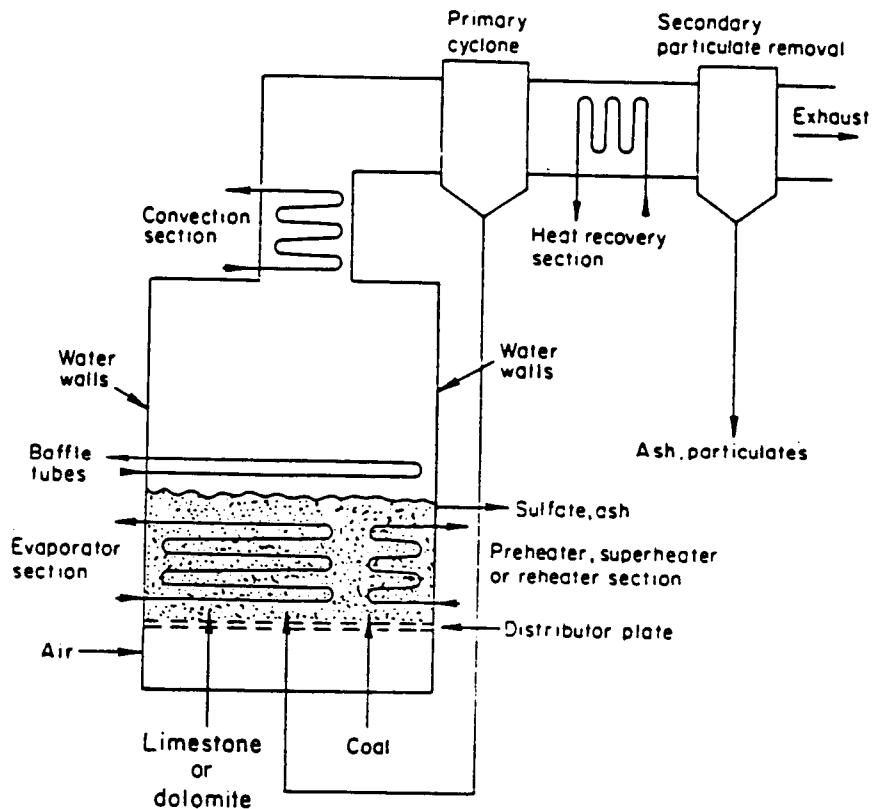 Primary
cyclone
Secondary
particulate removal
Exhaust
Convection
section
Heat recovery
section
Water
walls
Water
walls
Baffle
tubes
Ash, particulates
Sulfate, ash
Evaporator
section
Preheater, superheater
or reheater section
Distributor plate
Air
Limestone
or
dolomite
Coal